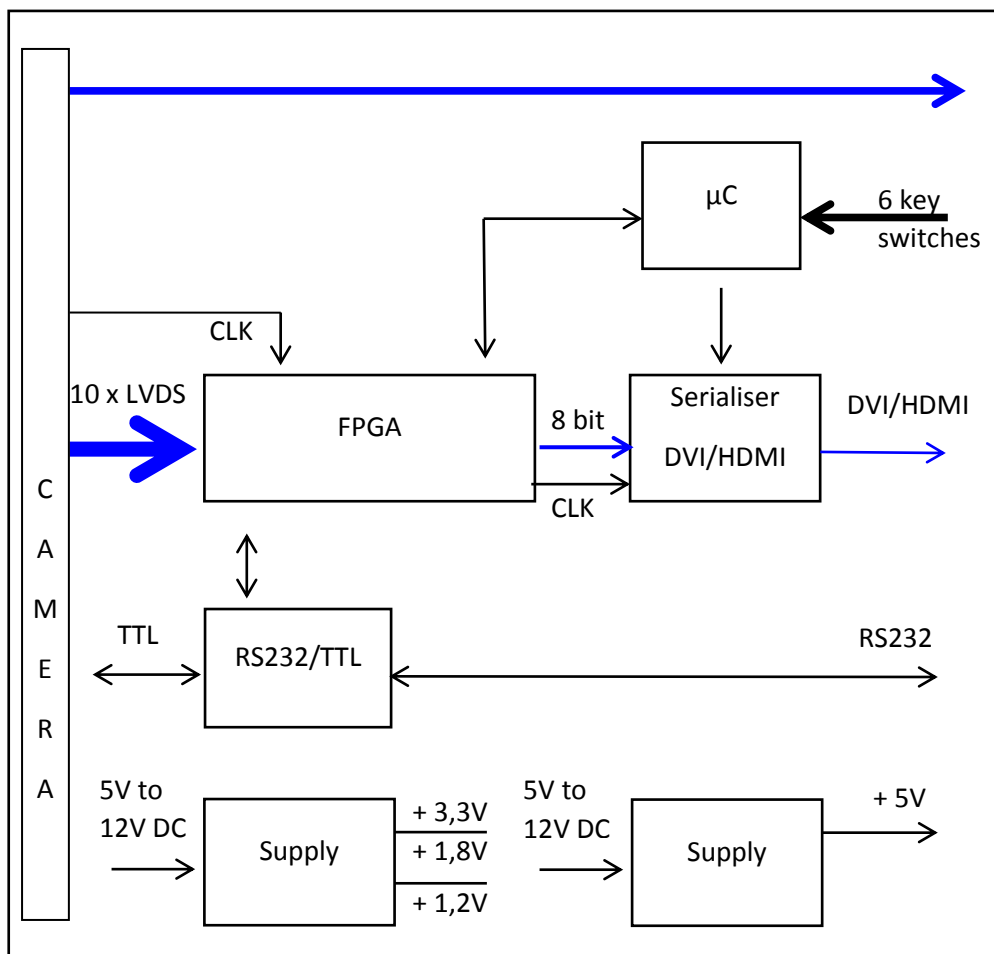 µC
6 key
switches
CLK
10 x LVDS
FPGA
8 bit
CLK
Serialiser
DVI/HDMI
DVI/HDMI
C
A
M
E
R
A
TTL
RS232/TTL
RS232
5V to
12V DC
Supply
+ 3,3V
+ 1,8V
+ 1,2V
5V to
12V DC
Supply
+ 5V